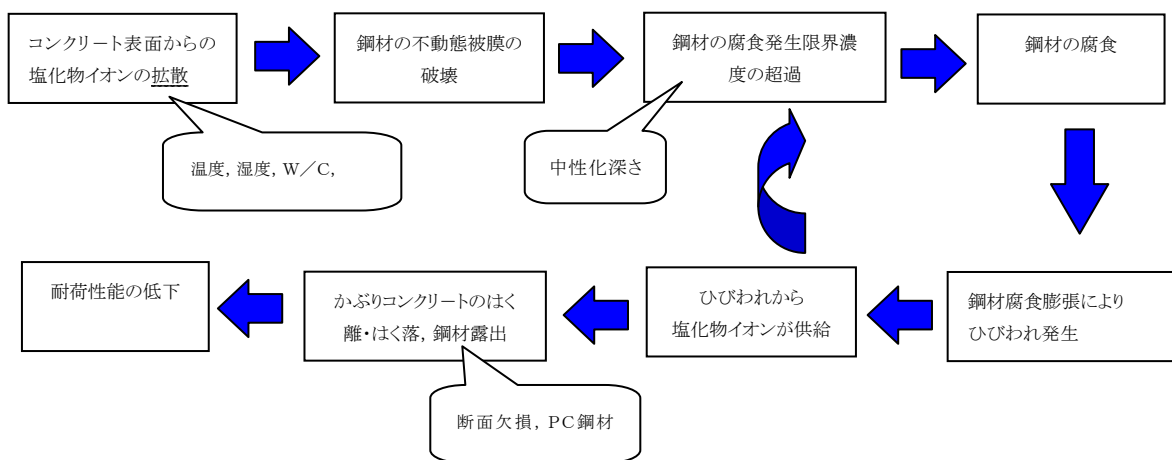 コンクリート表面からの
塩化物イオンの拡散
鋼材の不動態被膜の
破壊
鋼材の腐食発生限界濃
度の超過
鋼材の腐食
温度, 湿度, W/C,
中性化深さ
耐荷性能の低下
かぶりコンクリートのはく
離・はく落, 鋼材露出
ひびわれから
塩化物イオンが供給
鋼材腐食膨張により
ひびわれ発生
断面欠損, PC鋼材